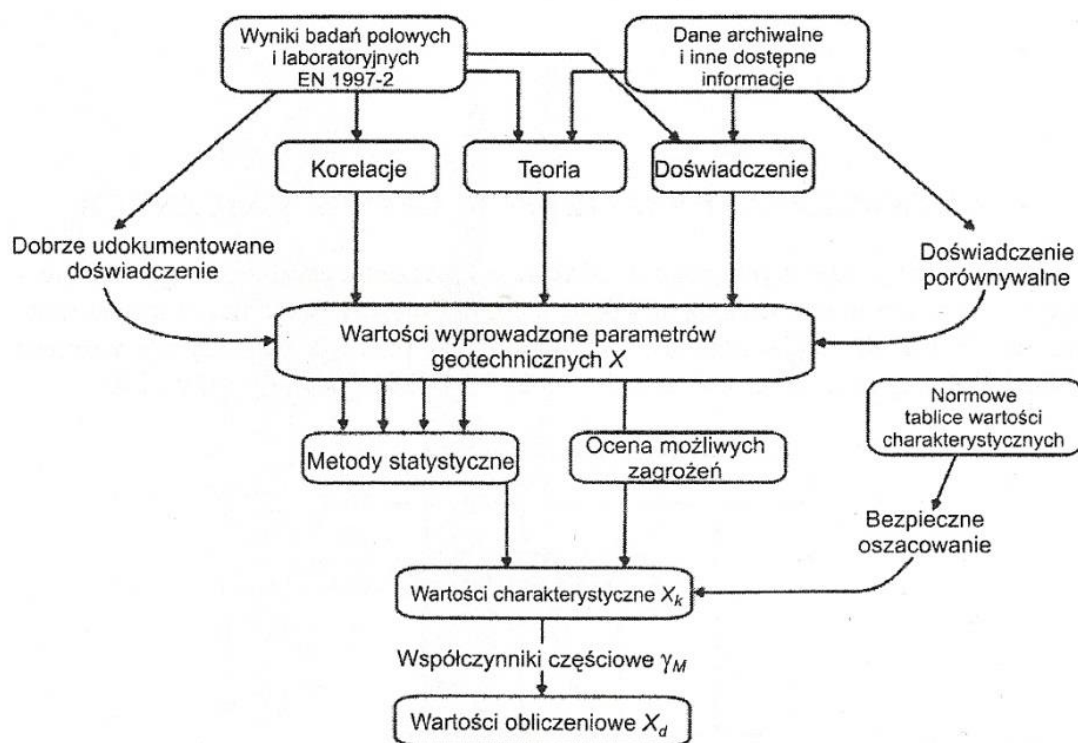 Wyniki badań polowych
i laboratoryjnych
EN 1997-2
Dane archiwalne
i inne dostępne
informacje
Korelacje
Teoria
Doświadczenie
Dobrze udokumentowane
doświadczenie
Doświadczenie
porównywalne
Wartości wyprowadzone parametrów
geotechnicznych X
Normowe
tablice wartości
charakterystycznych
Metody statystyczne
Ocena możliwych
zagrożeń
Bezpieczne
oszacowanie
Wartości charakterystyczne Xk
Współczynniki częściowe γM
Wartości obliczeniowe Xd